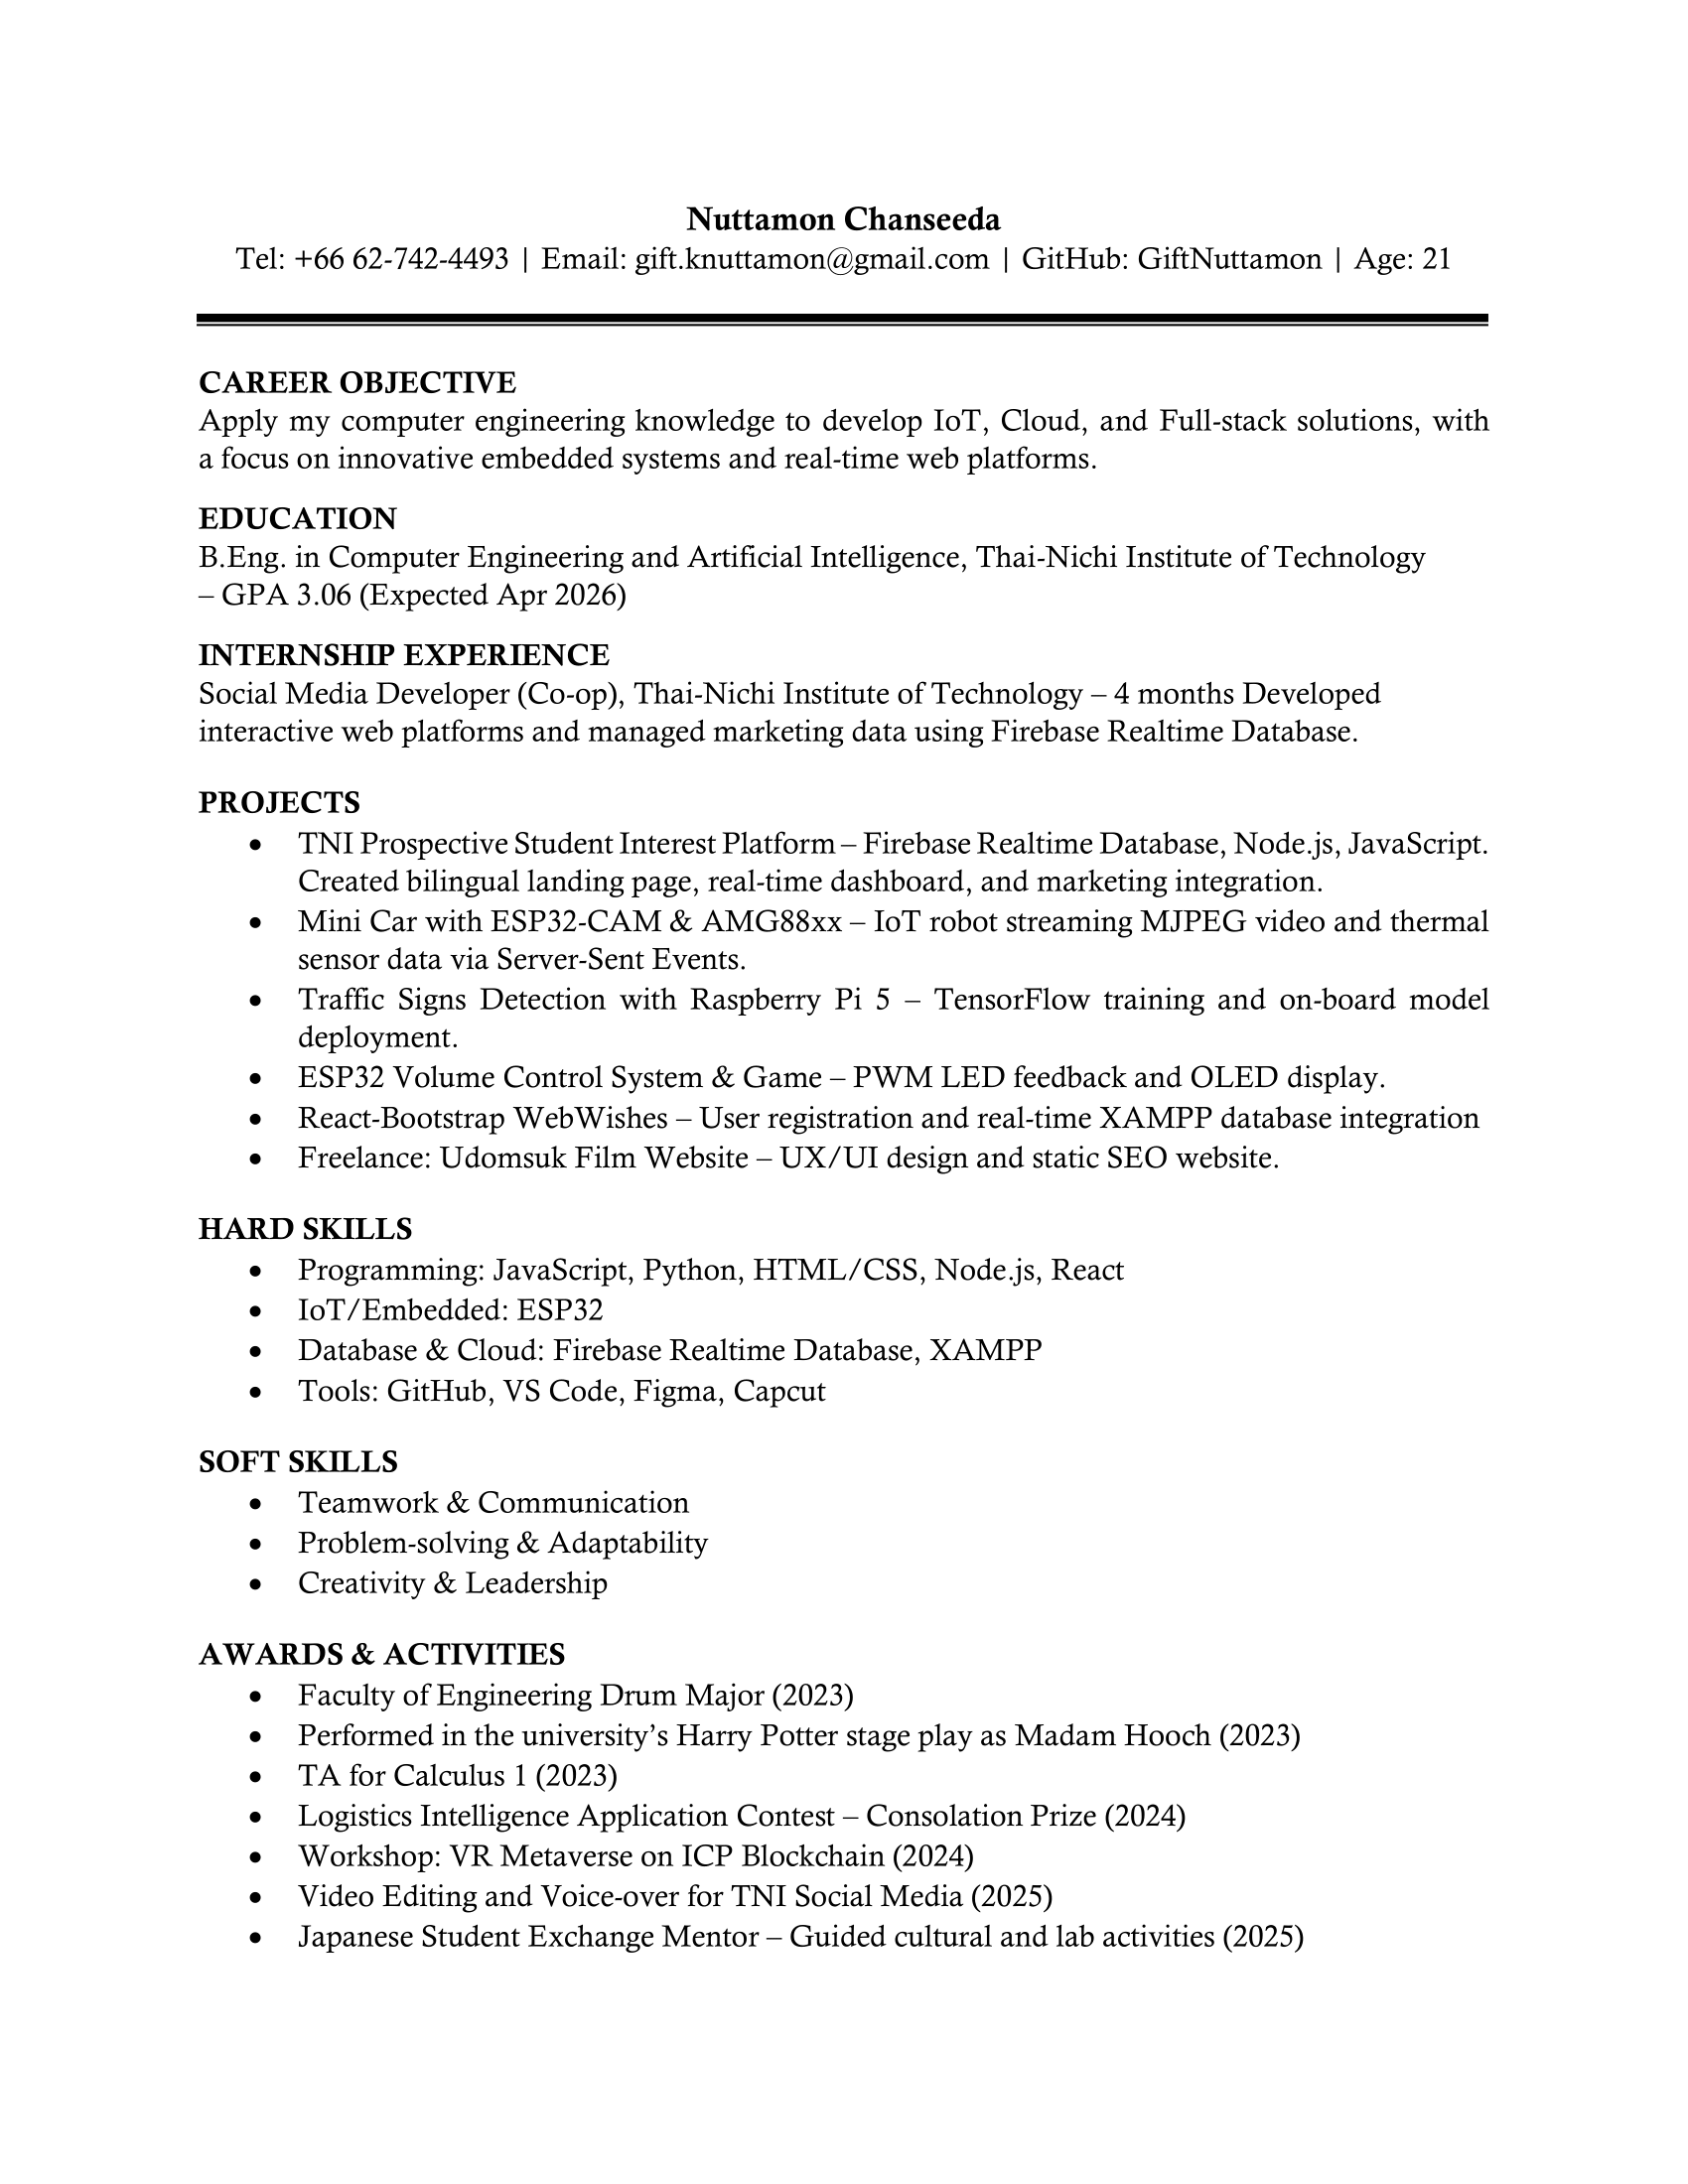 Nuttamon Chanseeda
Tel: +66 62-742-4493 | Email: gift.knuttamon@gmail.com | GitHub: GiftNuttamon | Age: 21
CAREER OBJECTIVE
Apply my computer engineering knowledge to develop IoT, Cloud, and Full-stack solutions, with
a focus on innovative embedded systems and real-time web platforms.
EDUCATION
B.Eng. in Computer Engineering and Artificial Intelligence, Thai-Nichi Institute of Technology
– GPA 3.06 (Expected Apr 2026)
INTERNSHIP EXPERIENCE
Social Media Developer (Co-op), Thai-Nichi Institute of Technology – 4 months Developed
interactive web platforms and managed marketing data using Firebase Realtime Database.
PROJECTS
• TNI Prospective Student Interest Platform – Firebase Realtime Database, Node.js, JavaScript.
Created bilingual landing page, real-time dashboard, and marketing integration.
• Mini Car with ESP32-CAM & AMG88xx – IoT robot streaming MJPEG video and thermal
sensor data via Server-Sent Events.
• Traffic Signs Detection with Raspberry Pi 5 – TensorFlow training and on-board model
deployment.
• ESP32 Volume Control System & Game – PWM LED feedback and OLED display.
• React-Bootstrap WebWishes – User registration and real-time XAMPP database integration
• Freelance: Udomsuk Film Website – UX/UI design and static SEO website.
HARD SKILLS
• Programming: JavaScript, Python, HTML/CSS, Node.js, React
• IoT/Embedded: ESP32
• Database & Cloud: Firebase Realtime Database, XAMPP
• Tools: GitHub, VS Code, Figma, Capcut
SOFT SKILLS
• Teamwork & Communication
• Problem-solving & Adaptability
• Creativity & Leadership
AWARDS & ACTIVITIES
• Faculty of Engineering Drum Major (2023)
• Performed in the university’s Harry Potter stage play as Madam Hooch (2023)
• TA for Calculus 1 (2023)
• Logistics Intelligence Application Contest – Consolation Prize (2024)
• Workshop: VR Metaverse on ICP Blockchain (2024)
• Video Editing and Voice-over for TNI Social Media (2025)
• Japanese Student Exchange Mentor – Guided cultural and lab activities (2025)